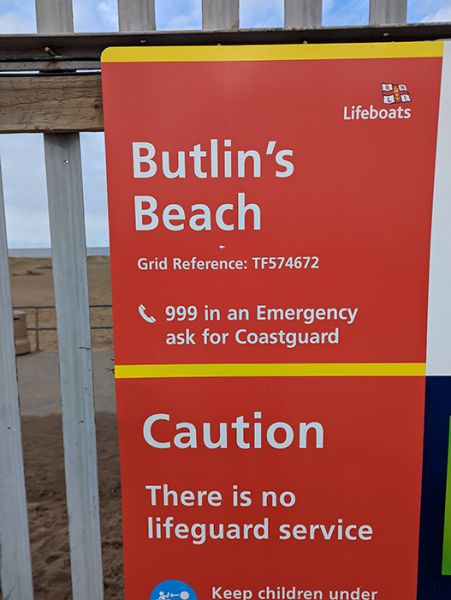 RNLI
Lifeboats
Butlin's
Beach
Grid Reference: TF574672
999 in an Emergency
ask for Coastguard
Caution
There is no
lifeguard service
Keep children under